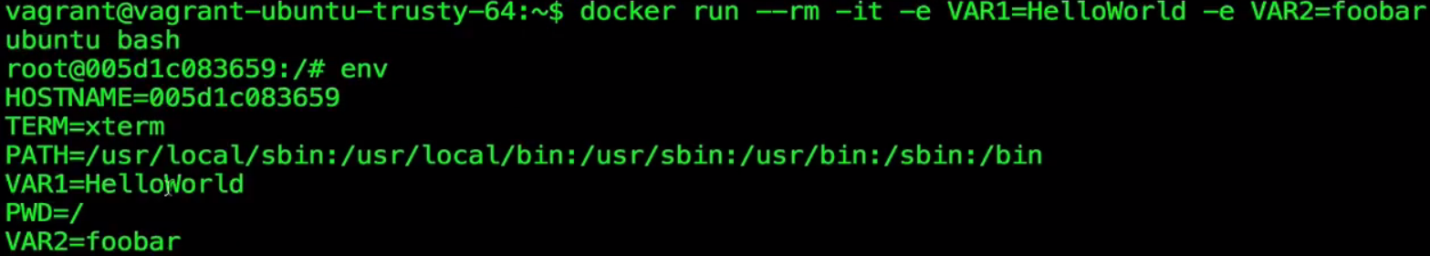 vagrant@vagrant-ubuntu-trusty-64:~$ docker run --rm -it -e VAR1=HelloWorld -e VAR2=foobar
ubuntu bash
root@005d1c083659:/# env
HOSTNAME=005d1c083659
TERM=xterm
PATH=/usr/local/sbin:/usr/local/bin:/usr/sbin:/usr/bin:/sbin:/bin
VAR1=HelloWorld
PWD=/
VAR2=foobar